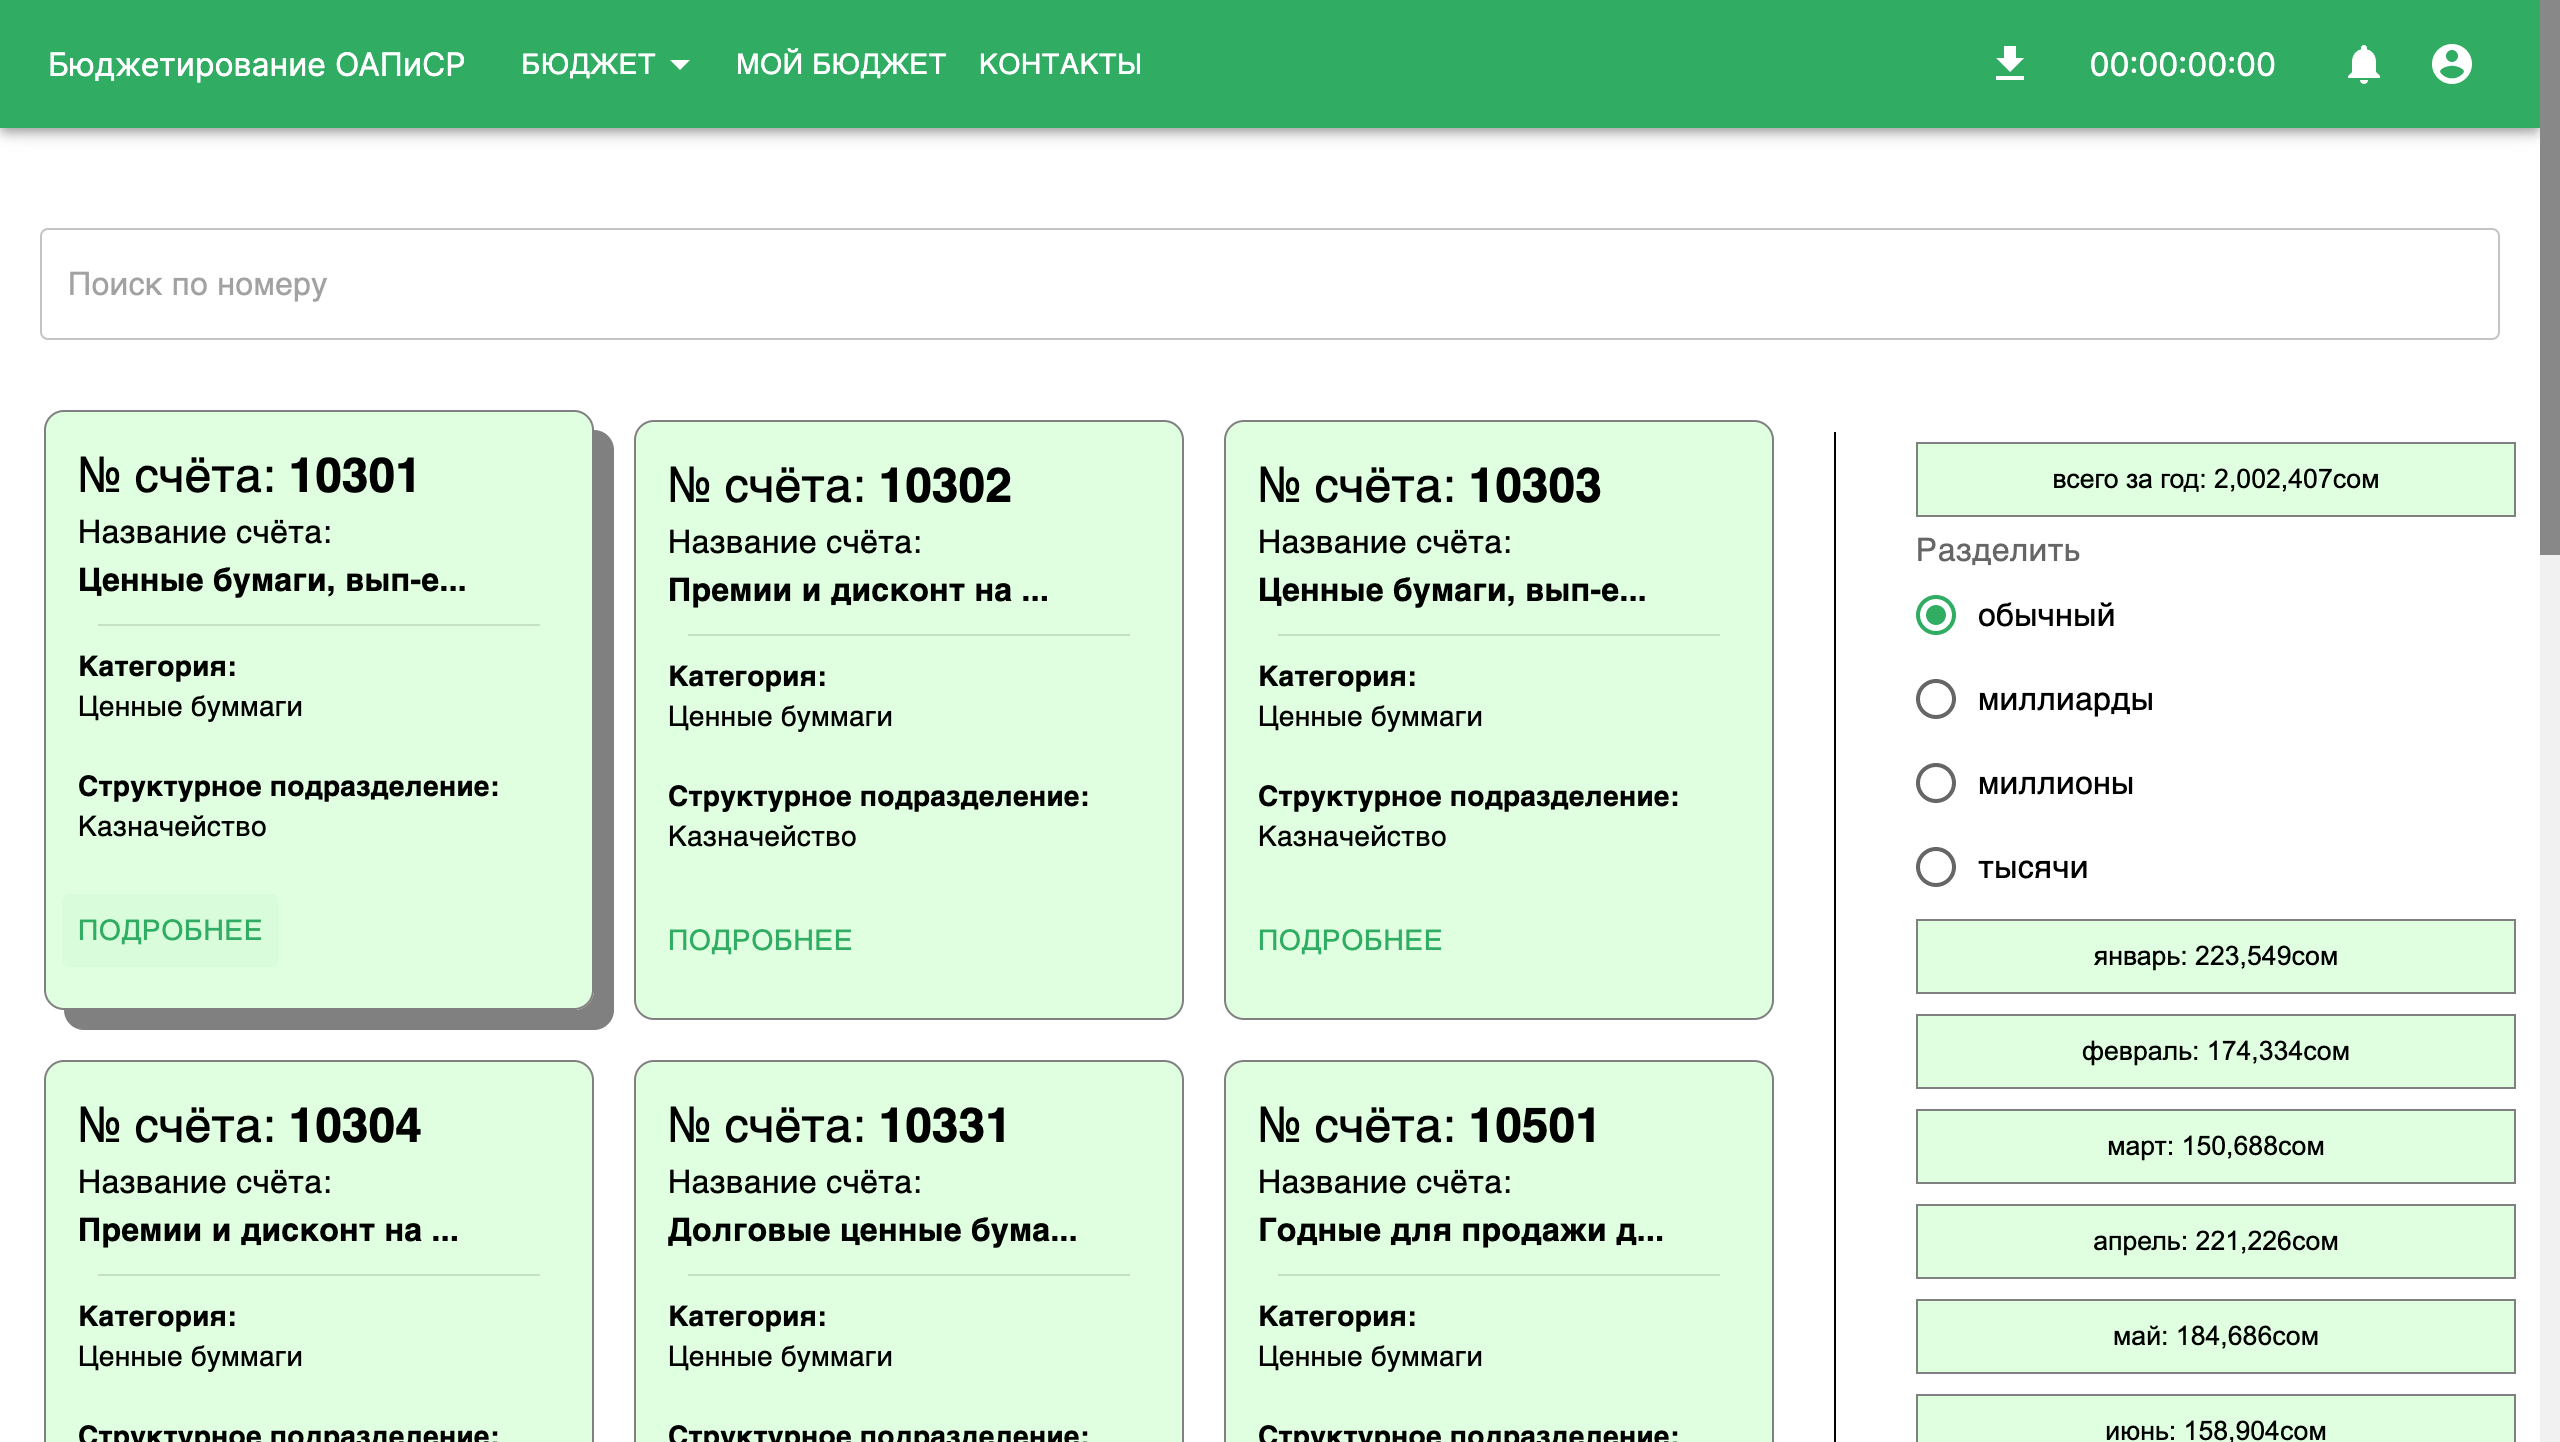 Бюджетирование ОАПиСР
БЮДЖЕТ
МОЙ БЮДЖЕТ
КОНТАКТЫ
00:00:00:00
Поиск по номеру
№ счёта: 10301
Название счёта:
Ценные бумаги, вып-е...
Категория:
Ценные буммаги
Структурное подразделение:
Казначейство
ПОДРОБНЕЕ
№ счёта: 10302
Название счёта:
Премии и дисконт на ...
Категория:
Ценные буммаги
Структурное подразделение:
Казначейство
ПОДРОБНЕЕ
№ счёта: 10303
Название счёта:
Ценные бумаги, вып-е...
Категория:
Ценные буммаги
Структурное подразделение:
Казначейство
ПОДРОБНЕЕ
№ счёта: 10304
Название счёта:
Премии и дисконт на ...
Категория:
Ценные буммаги
Структурное подразделение:
№ счёта: 10331
Название счёта:
Долговые ценные бума...
Категория:
Ценные буммаги
Структурное подразделение:
№ счёта: 10501
Название счёта:
Годные для продажи д...
Категория:
Ценные буммаги
Структурное подразделение:
всего за год: 2,002,407сом
Разделить
обычный
миллиарды
миллионы
тысячи
январь: 223,549сом
февраль: 174,334сом
март: 150,688сом
апрель: 221,226сом
май: 184,686сом
июнь: 158,904сом